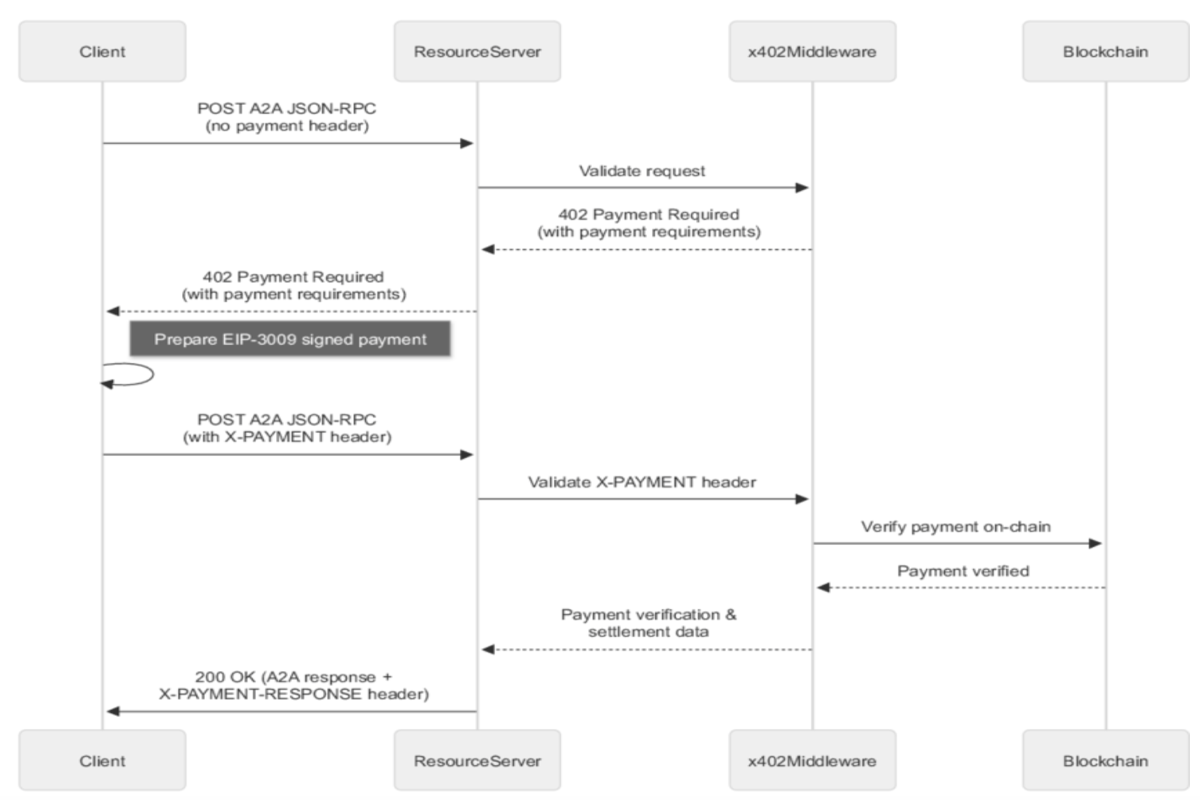 Client
ResourceServer
x402Middleware
Blockchain
POST A2A JSON-RPC
(no payment header)
Validate request
402 Payment Required
(with payment requirements)
402 Payment Required
(with payment requirements)
Prepare EIP-3009 signed payment
POST A2A JSON-RPC
(with X-PAYMENT header)
Validate X-PAYMENT header
Verify payment on-chain
Payment verified
Payment verification &
settlement data
200 OK (A2A response +
X-PAYMENT-RESPONSE header)
Client
ResourceServer
x402Middleware
Blockchain